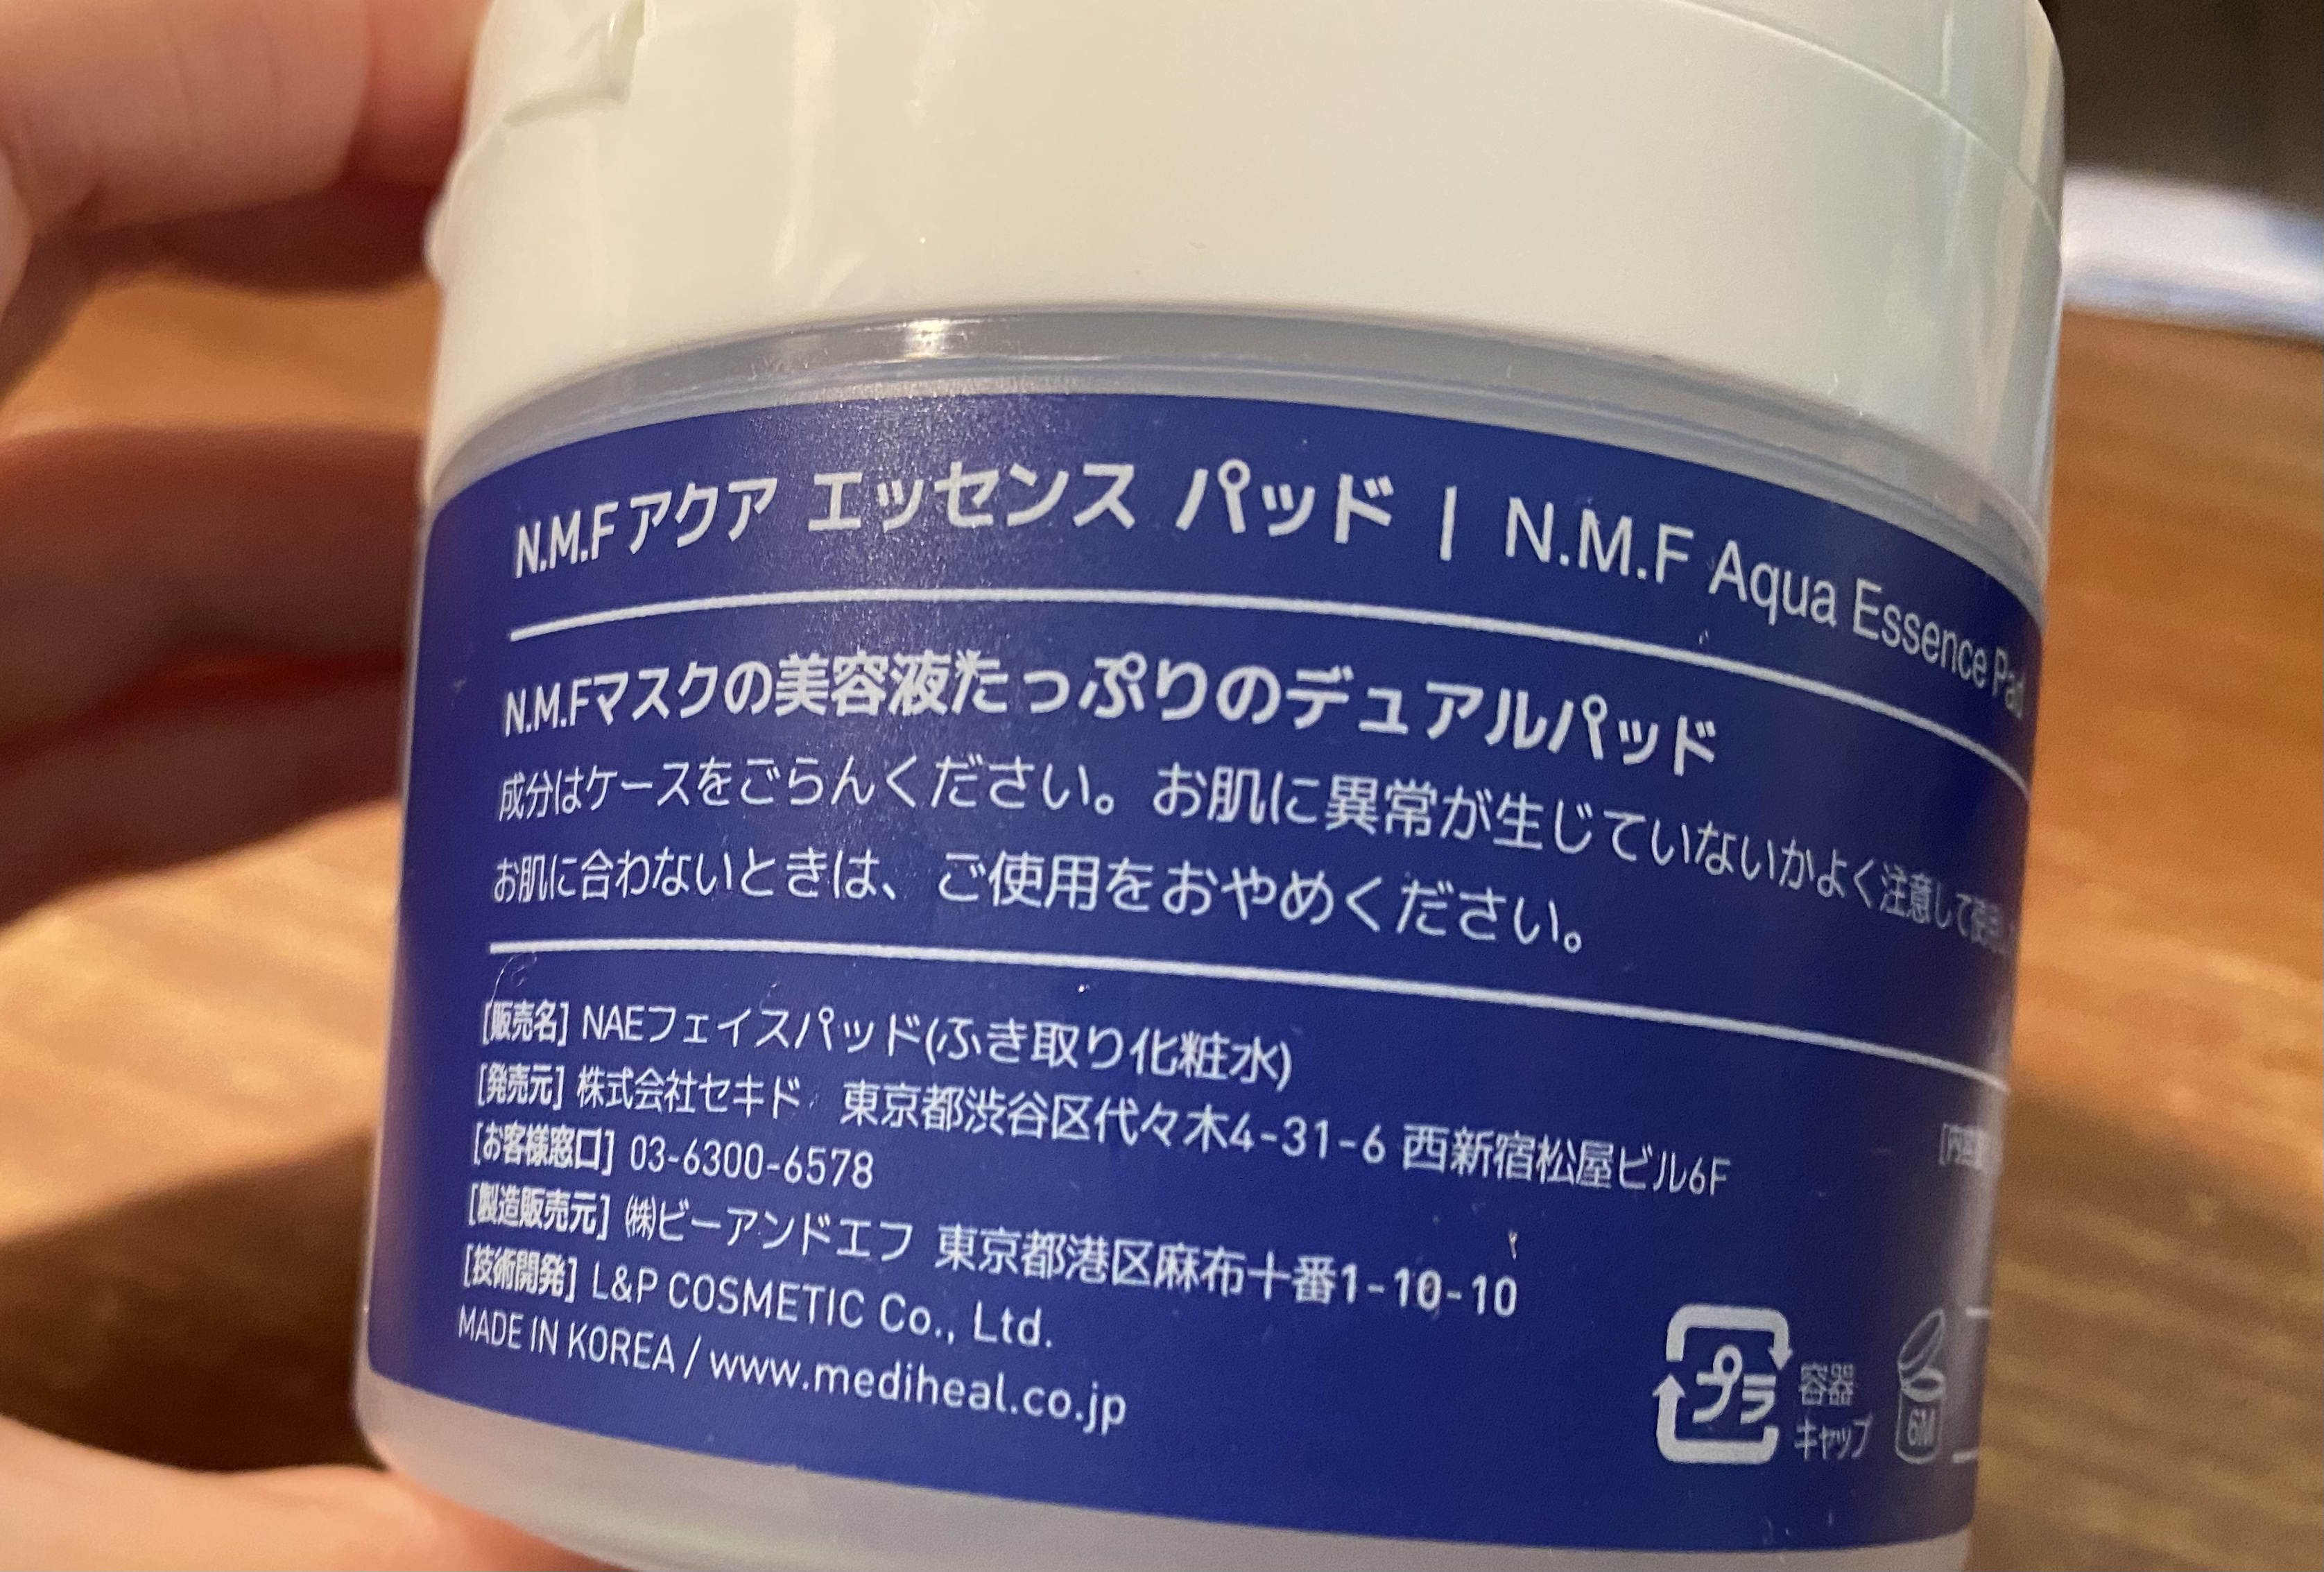 N.M.Fアクア エッセンス パッド | N.M.F Aqua Essence Pad
N.M.Fマスクの美容液たっぷりのデュアルパッド
成分はケースをごらんください。お肌に異常が生じていないかよく注意して使用
お肌に合わないときは、ご使用をおやめください。
[販売名] NAEフェイスパッド(ふき取り化粧水)
[発売元] 株式会社セキド 東京都渋谷区代々木4-31-6 西新宿松屋ビル6F
[お客様窓口] 03-6300-6578
[製造販売元] ㈱ビーアンドエフ 東京都港区麻布十番1-10-10
[技術開発] L&P COSMETIC Co., Ltd.
MADE IN KOREA / www.mediheal.co.jp
プラ
容器
キャップ
6M